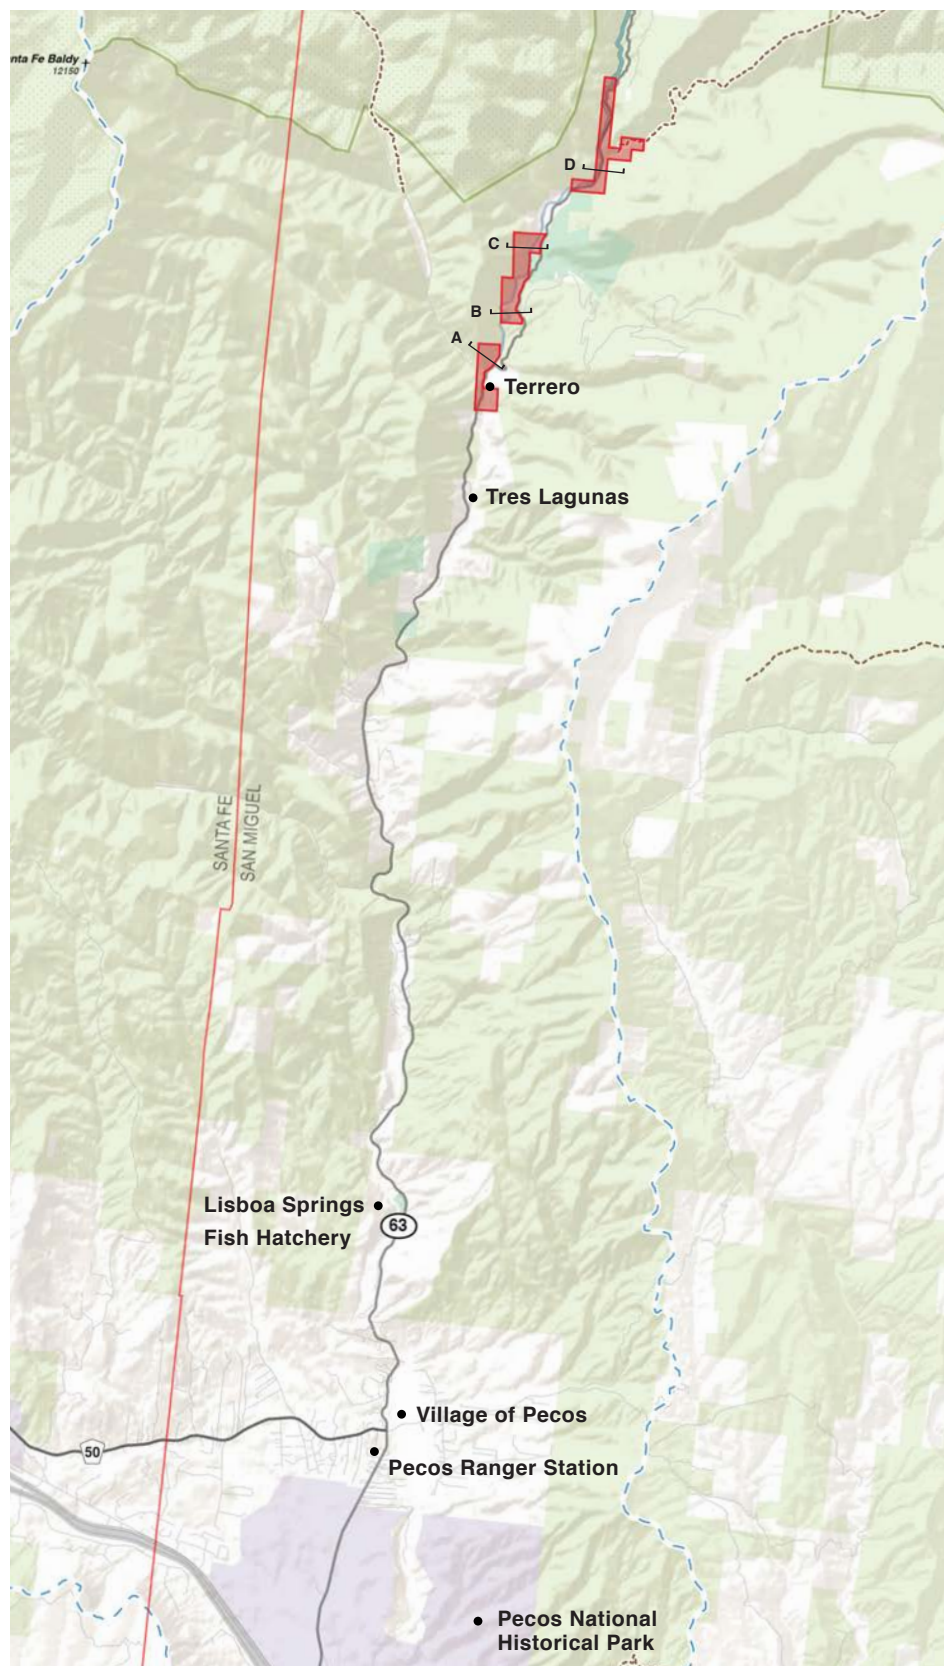 nta Fe Baldy
12150
D
C
B
A
Terrero
Tres Lagunas
SANTA FE
SAN MIGUEL
Lisboa Springs
Fish Hatchery
63
Village of Pecos
50
Pecos Ranger Station
Pecos National
Historical Park